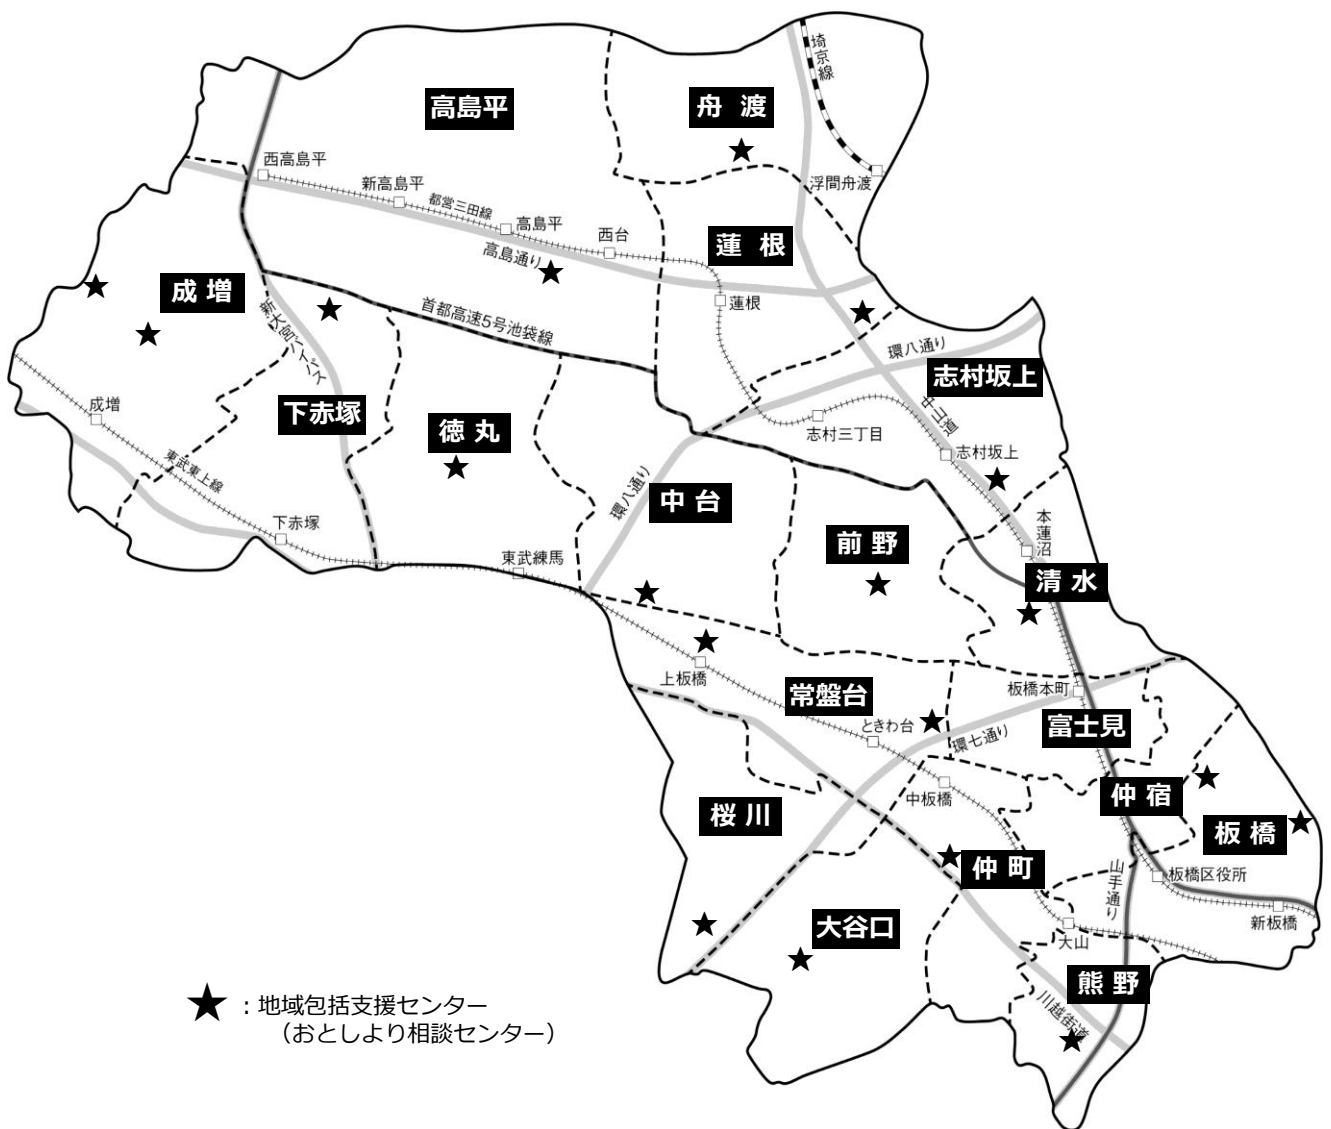 埼京線
高島平
舟 渡
西高島平
新高島平
浮間舟渡
都営三田線
高島平
西台
蓮 根
高島通り
成 増
蓮根
首都高速5号池袋線
新大宮バイパス
環八通り
志村坂上
成増
下赤塚
徳 丸
中山道
志村三丁目
志村坂上
東武東上線
環八通り
中 台
下赤塚
前 野
本蓮沼
東武練馬
清 水
上板橋
常盤台
板橋本町
ときわ台
環七通り
富士見
中板橋
仲 宿
桜 川
板 橋
仲 町
山手通り
板橋区役所
大谷口
新板橋
大山
熊 野
川越街道
★ :地域包括支援センター
(おとしより相談センター)